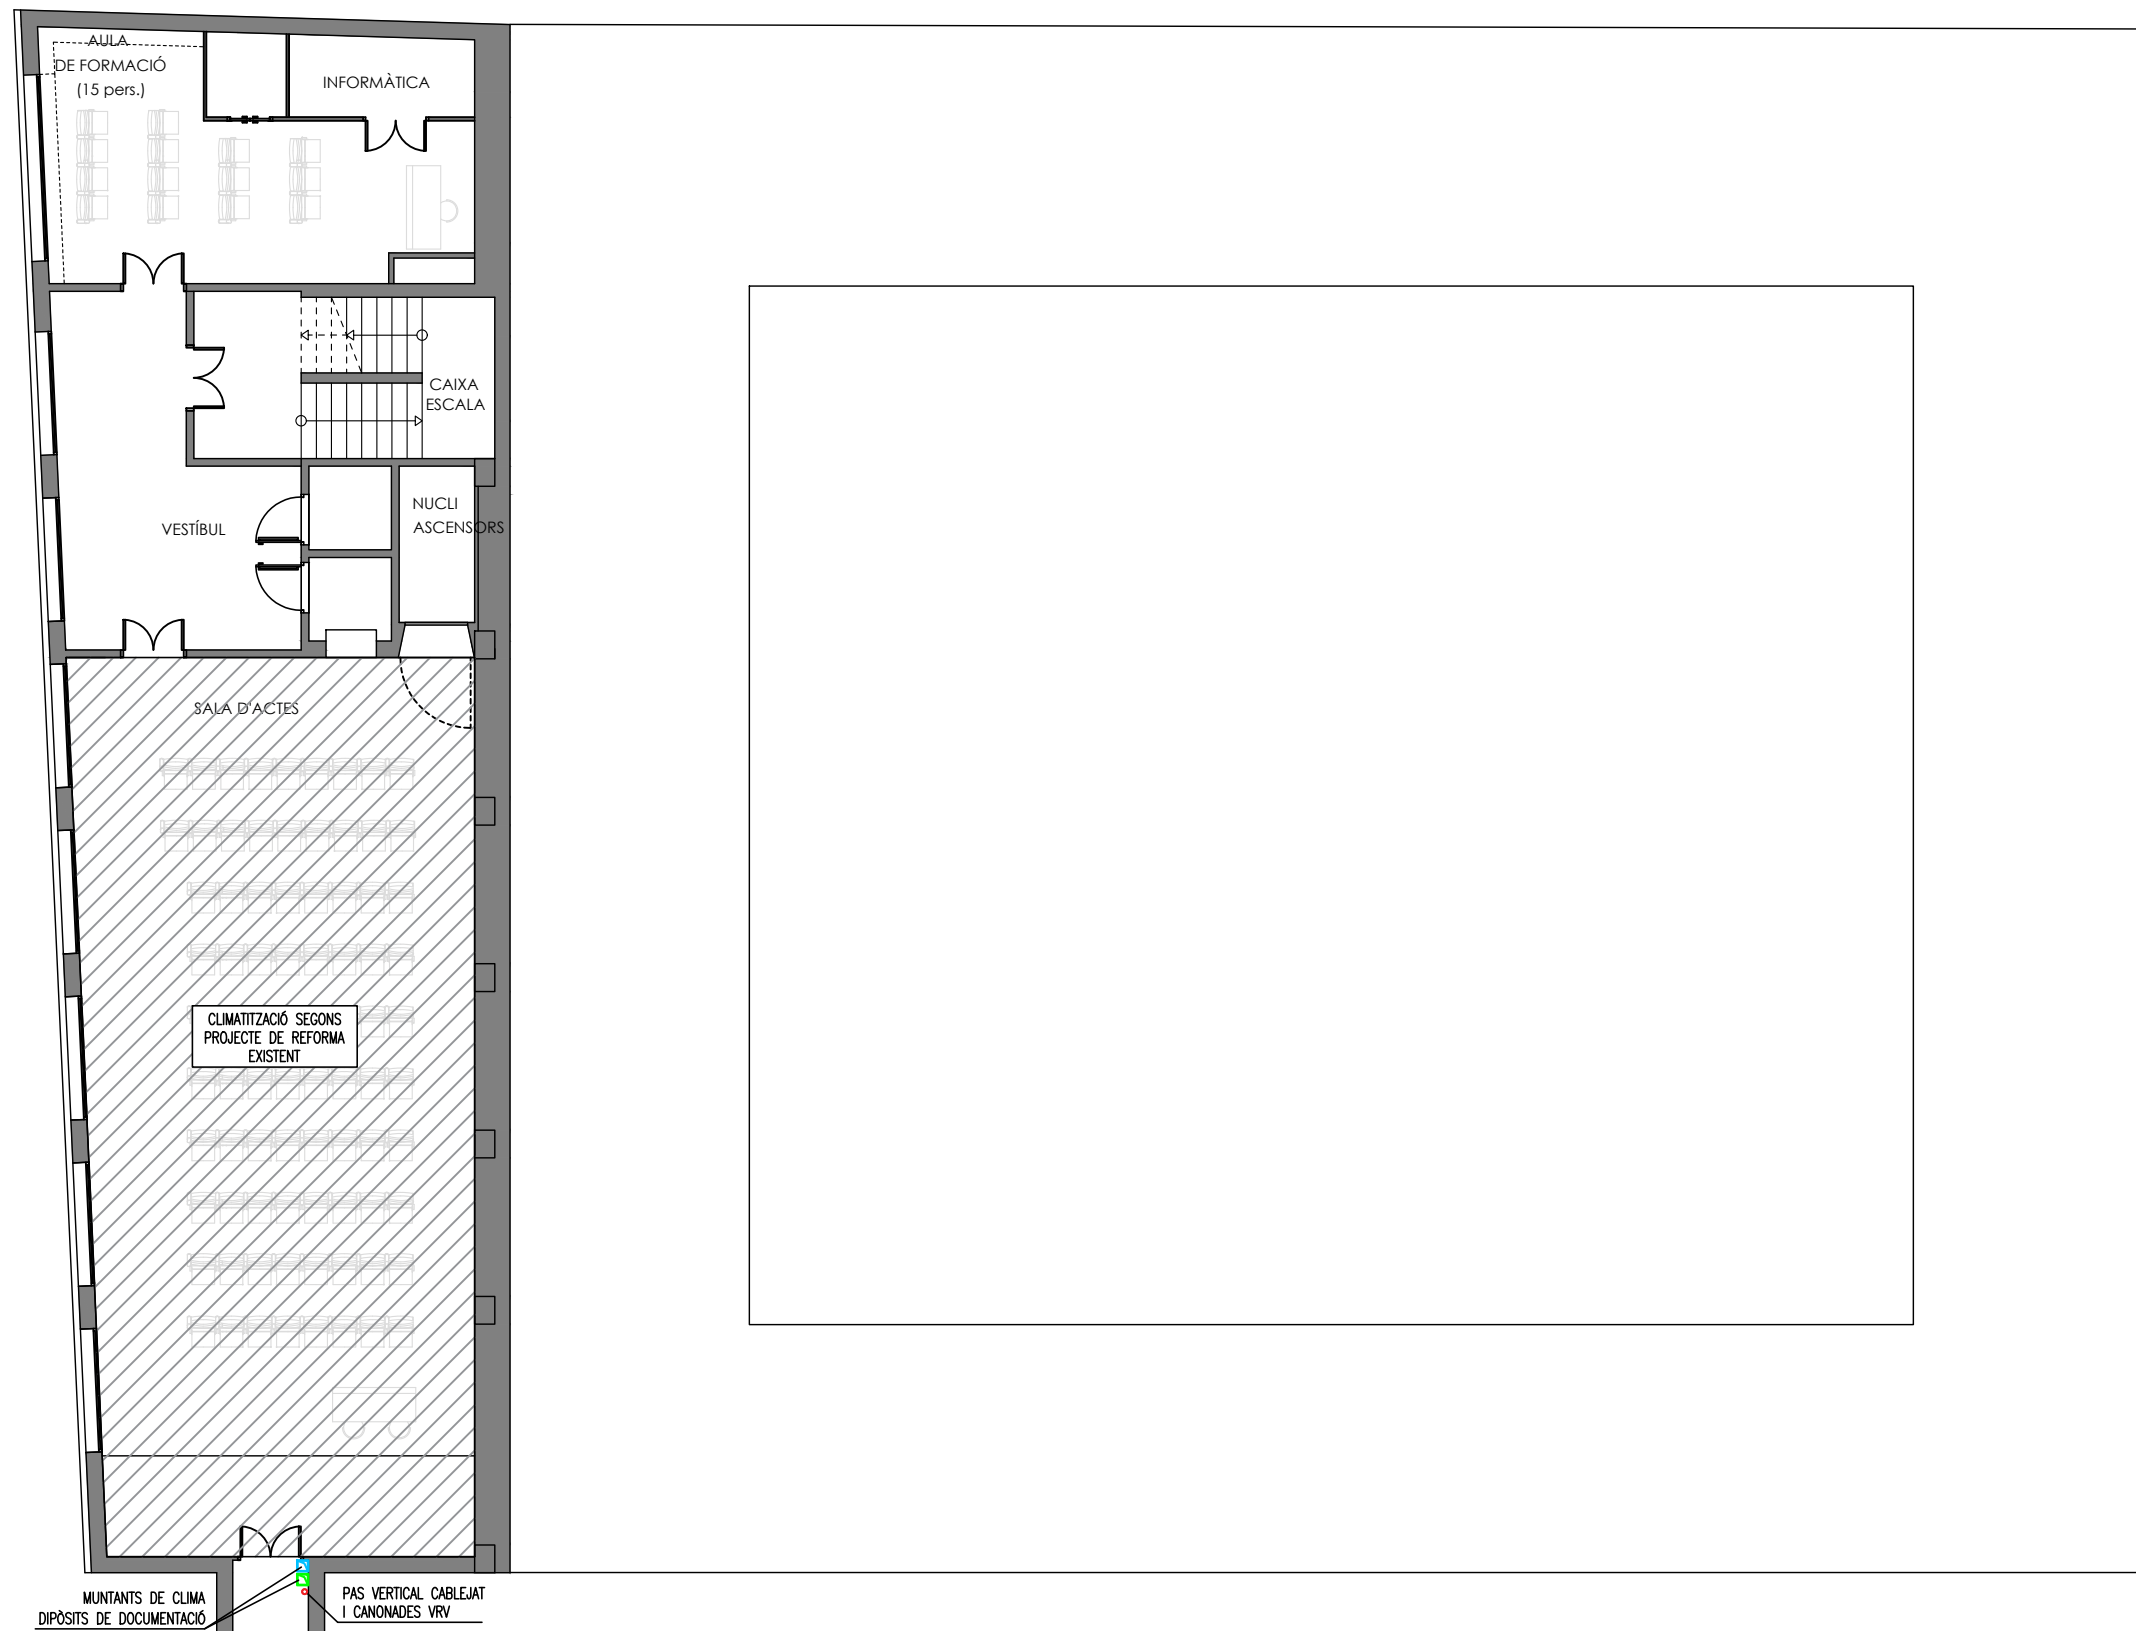 AULA
DE FORMACIÓ
(15 pers.)
INFORMÀTICA
CAIXA
ESCALA
NUCLI
ASCENSORS
VESTÍBUL
SALA D'ACTES
CLIMATITZACIÓ SEGONS
PROJECTE DE REFORMA
EXISTENT
MUNTANTS DE CLIMA
DIPÒSITS DE DOCUMENTACIÓ
PAS VERTICAL CABLEJAT
I CANONADES VRV